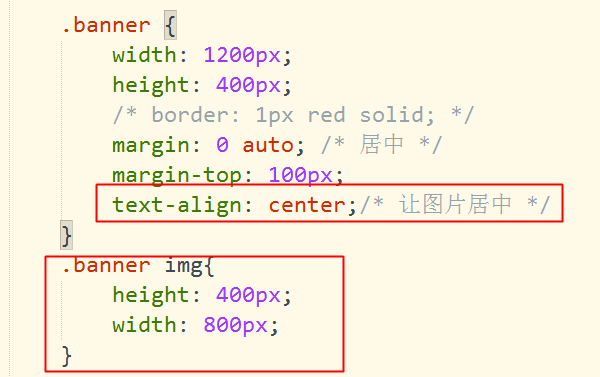 .banner {
width: 1200px;
height: 400px;
/* border: 1px red solid; */
margin: 0 auto; /* 居中 */
margin-top: 100px;
text-align: center;/* 让图片居中 */
}
.banner img{
height: 400px;
width: 800px;
}